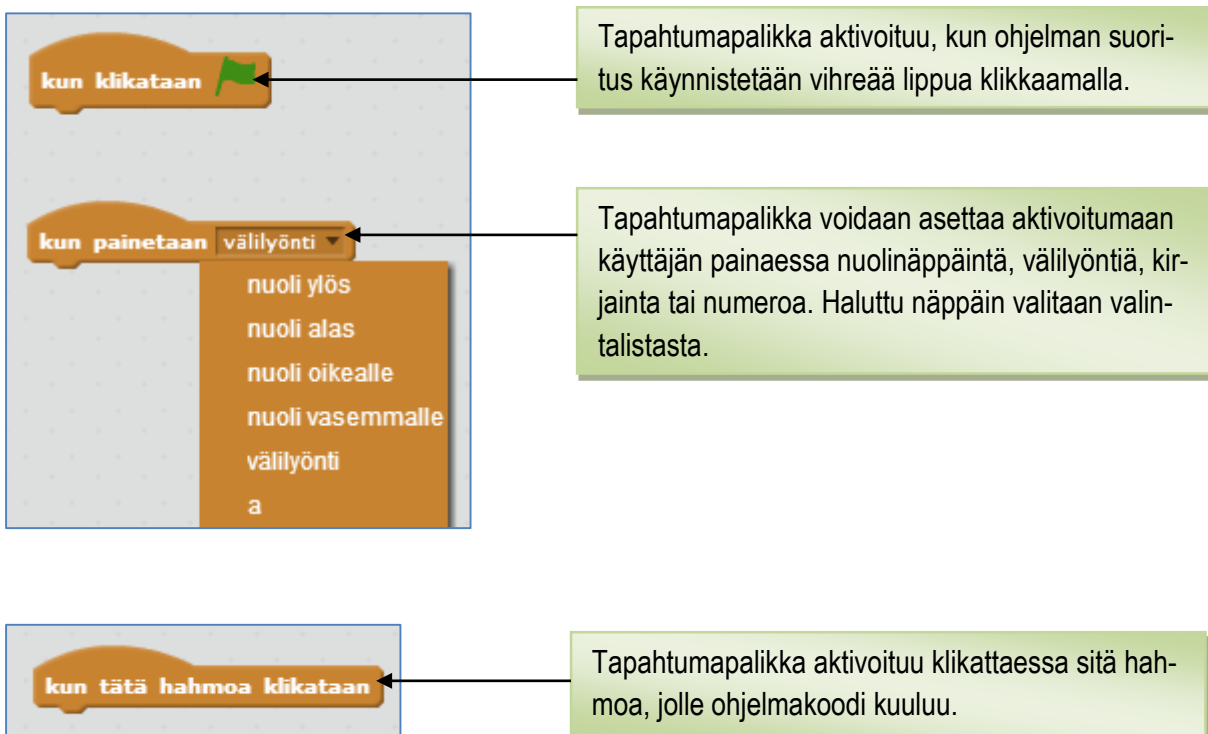 kun klikataan
Tapahtumapalikka aktivoituu, kun ohjelman suori-
tus käynnistetään vihreää lippua klikkaamalla.
kun painetaan välilyönti
nuoli ylös
nuoli alas
nuoli oikealle
nuoli vasemmalle
välilyönti
a
Tapahtumapalikka voidaan asettaa aktivoitumaan
käyttäjän painaessa nuolinäppäintä, välilyöntiä, kir-
jainta tai numeroa. Haluttu näppäin valitaan valin-
talistasta.
kun tätä hahmoa klikataan
Tapahtumapalikka aktivoituu klikattaessa sitä hah-
moa, jolle ohjelmakoodi kuuluu.